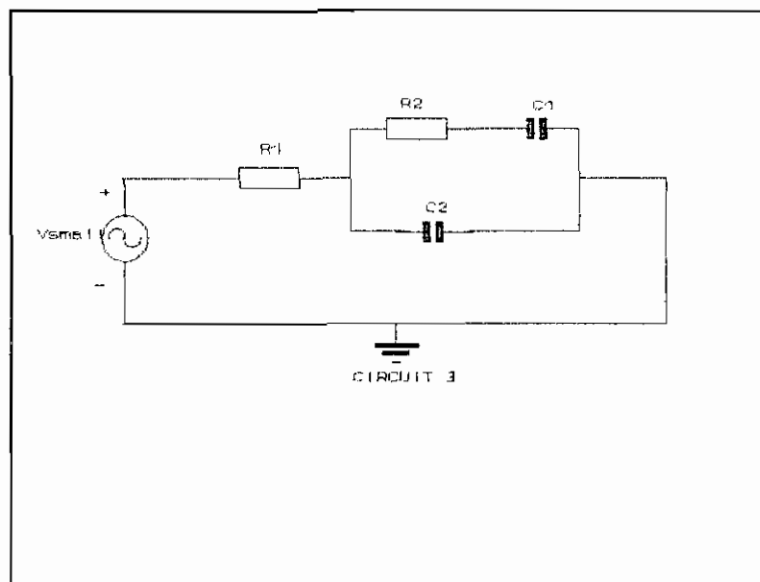 R2
C1
R1
+
C2
Vsmall
−
CIRCUIT 3